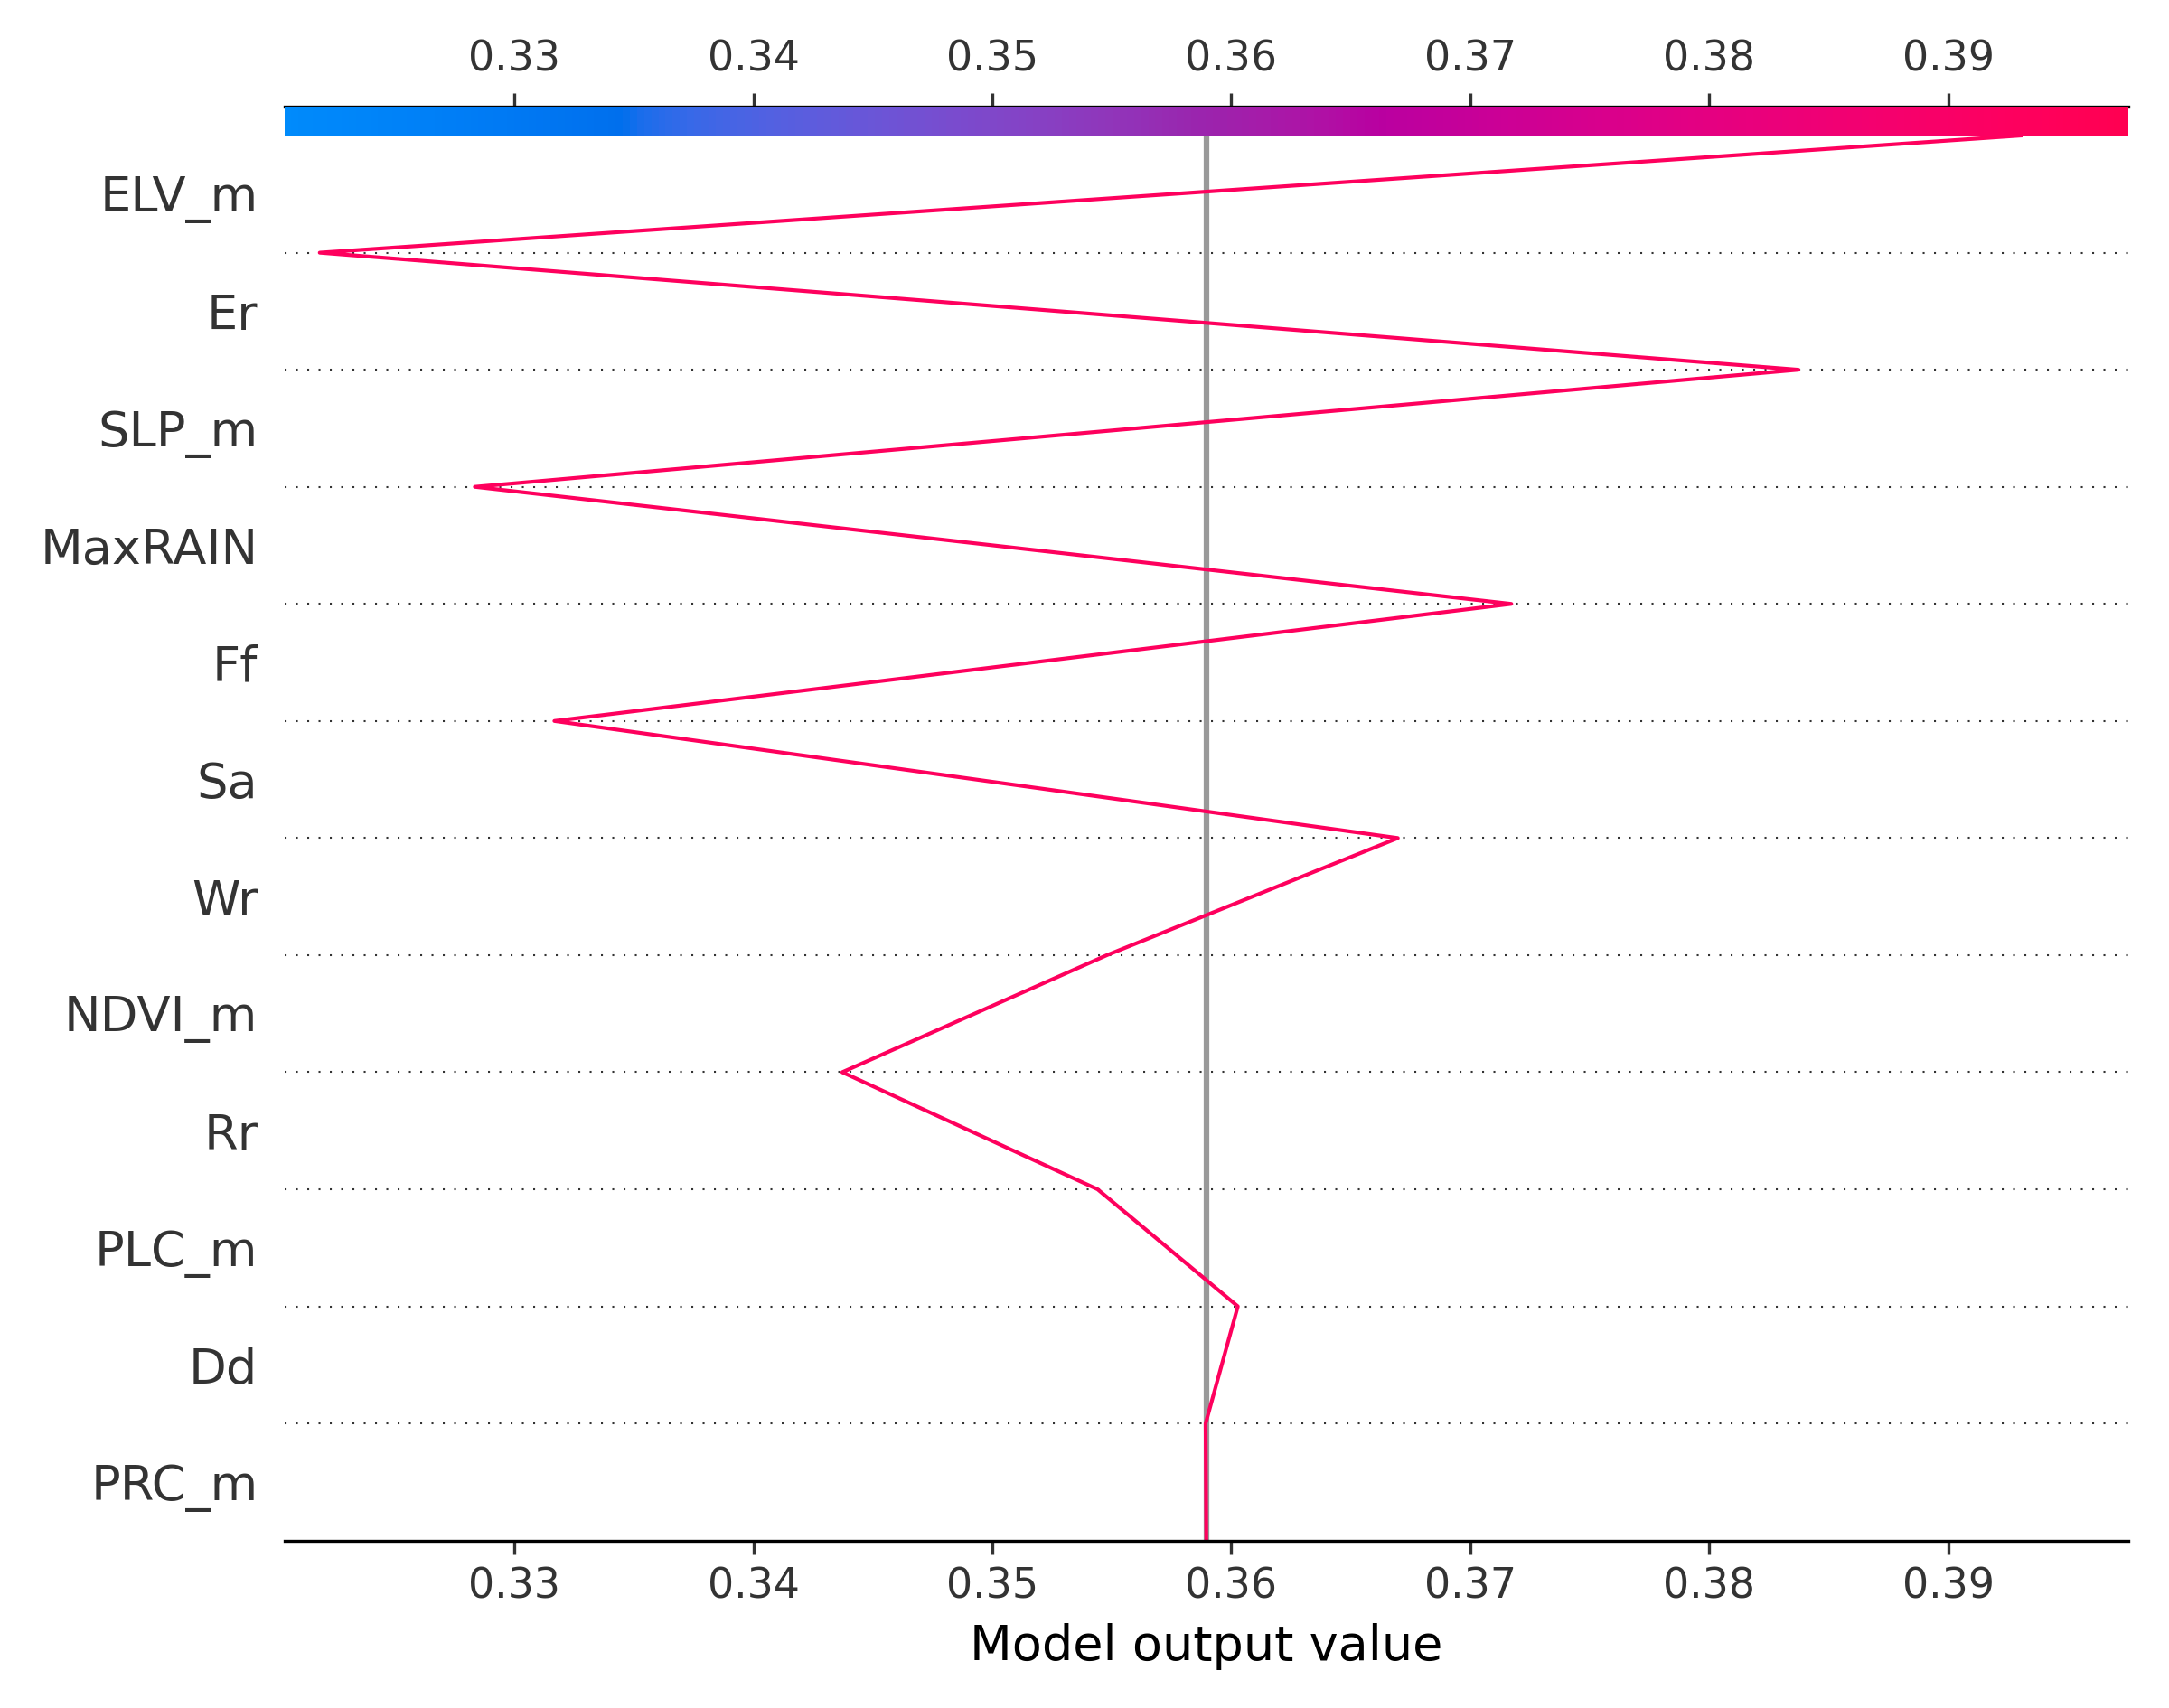 0.33 0.34 0.35 0.36 0.37 0.38 0.39
ELV_m
Er
SLP_m
MaxRAIN
Ff
Sa
Wr
NDVI_m
Rr
PLC_m
Dd
PRC_m
0.33 0.34 0.35 0.36 0.37 0.38 0.39
Model output value